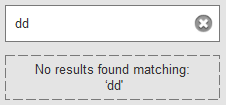 dd
No results found matching:
‘dd'